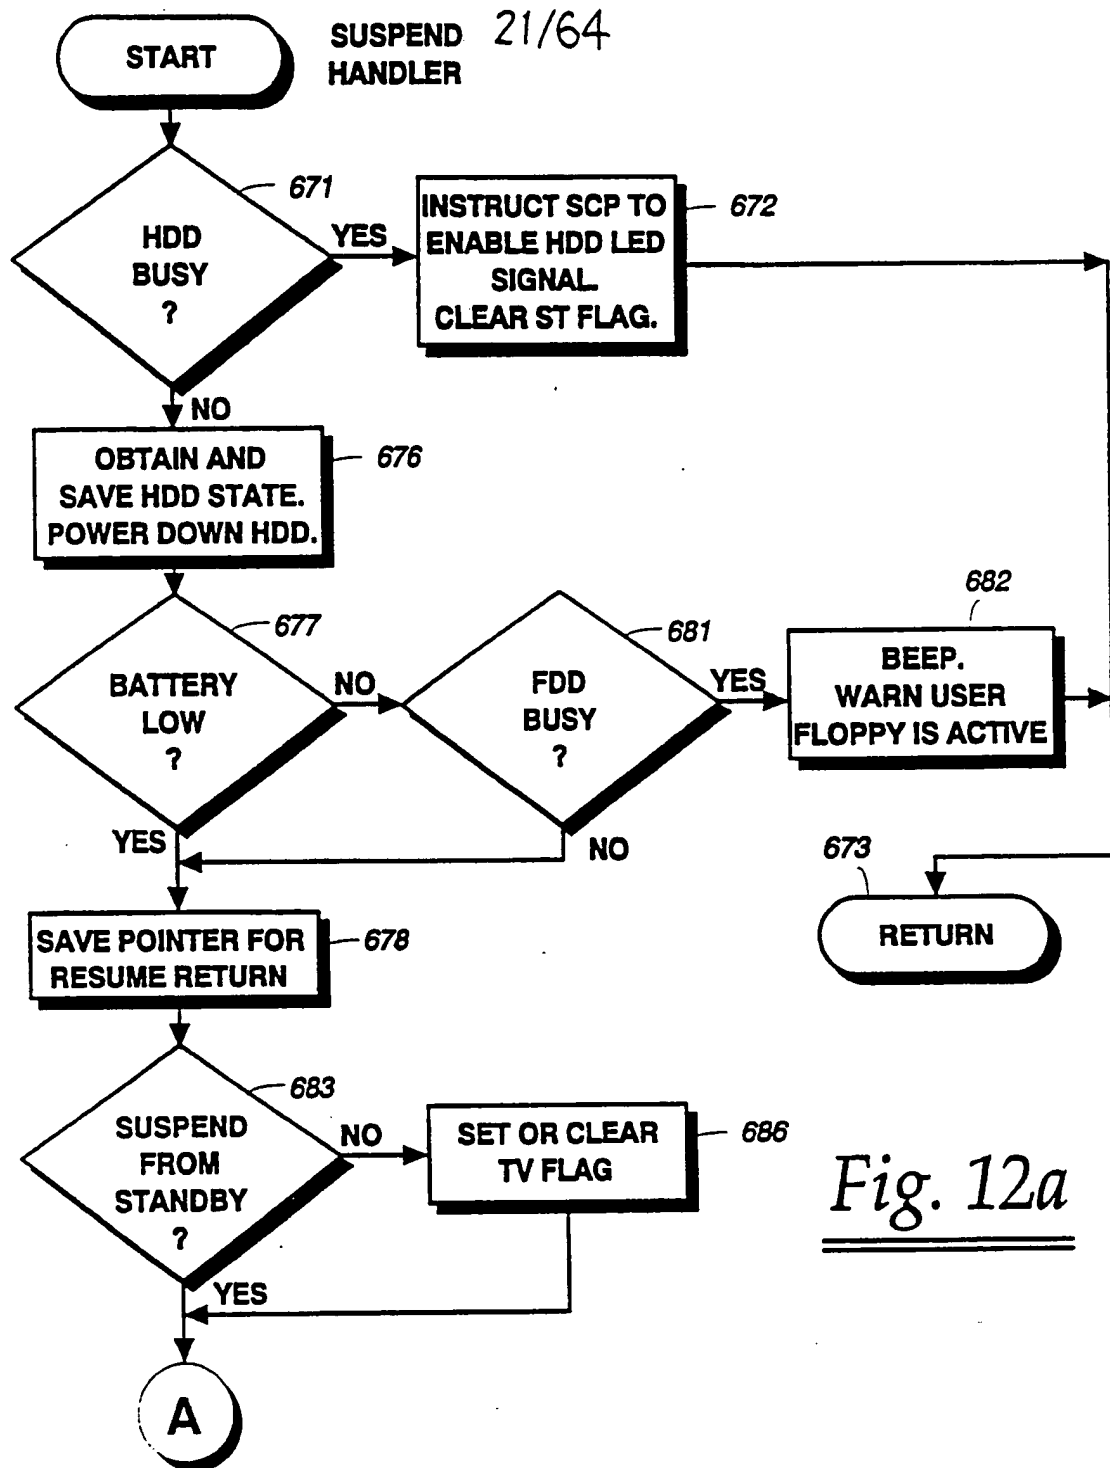 START
SUSPEND 21/64
HANDLER
671
HDD
BUSY
?
YES
INSTRUCT SCP TO
ENABLE HDD LED
SIGNAL.
CLEAR ST FLAG.
672
NO
OBTAIN AND
SAVE HDD STATE.
POWER DOWN HDD.
676
677
BATTERY
LOW
?
NO
681
FDD
BUSY
?
YES
682
BEEP.
WARN USER
FLOPPY IS ACTIVE
YES
NO
673
RETURN
SAVE POINTER FOR
RESUME RETURN
678
683
SUSPEND
FROM
STANDBY
?
NO
SET OR CLEAR
TV FLAG
686
YES
A
Fig. 12a